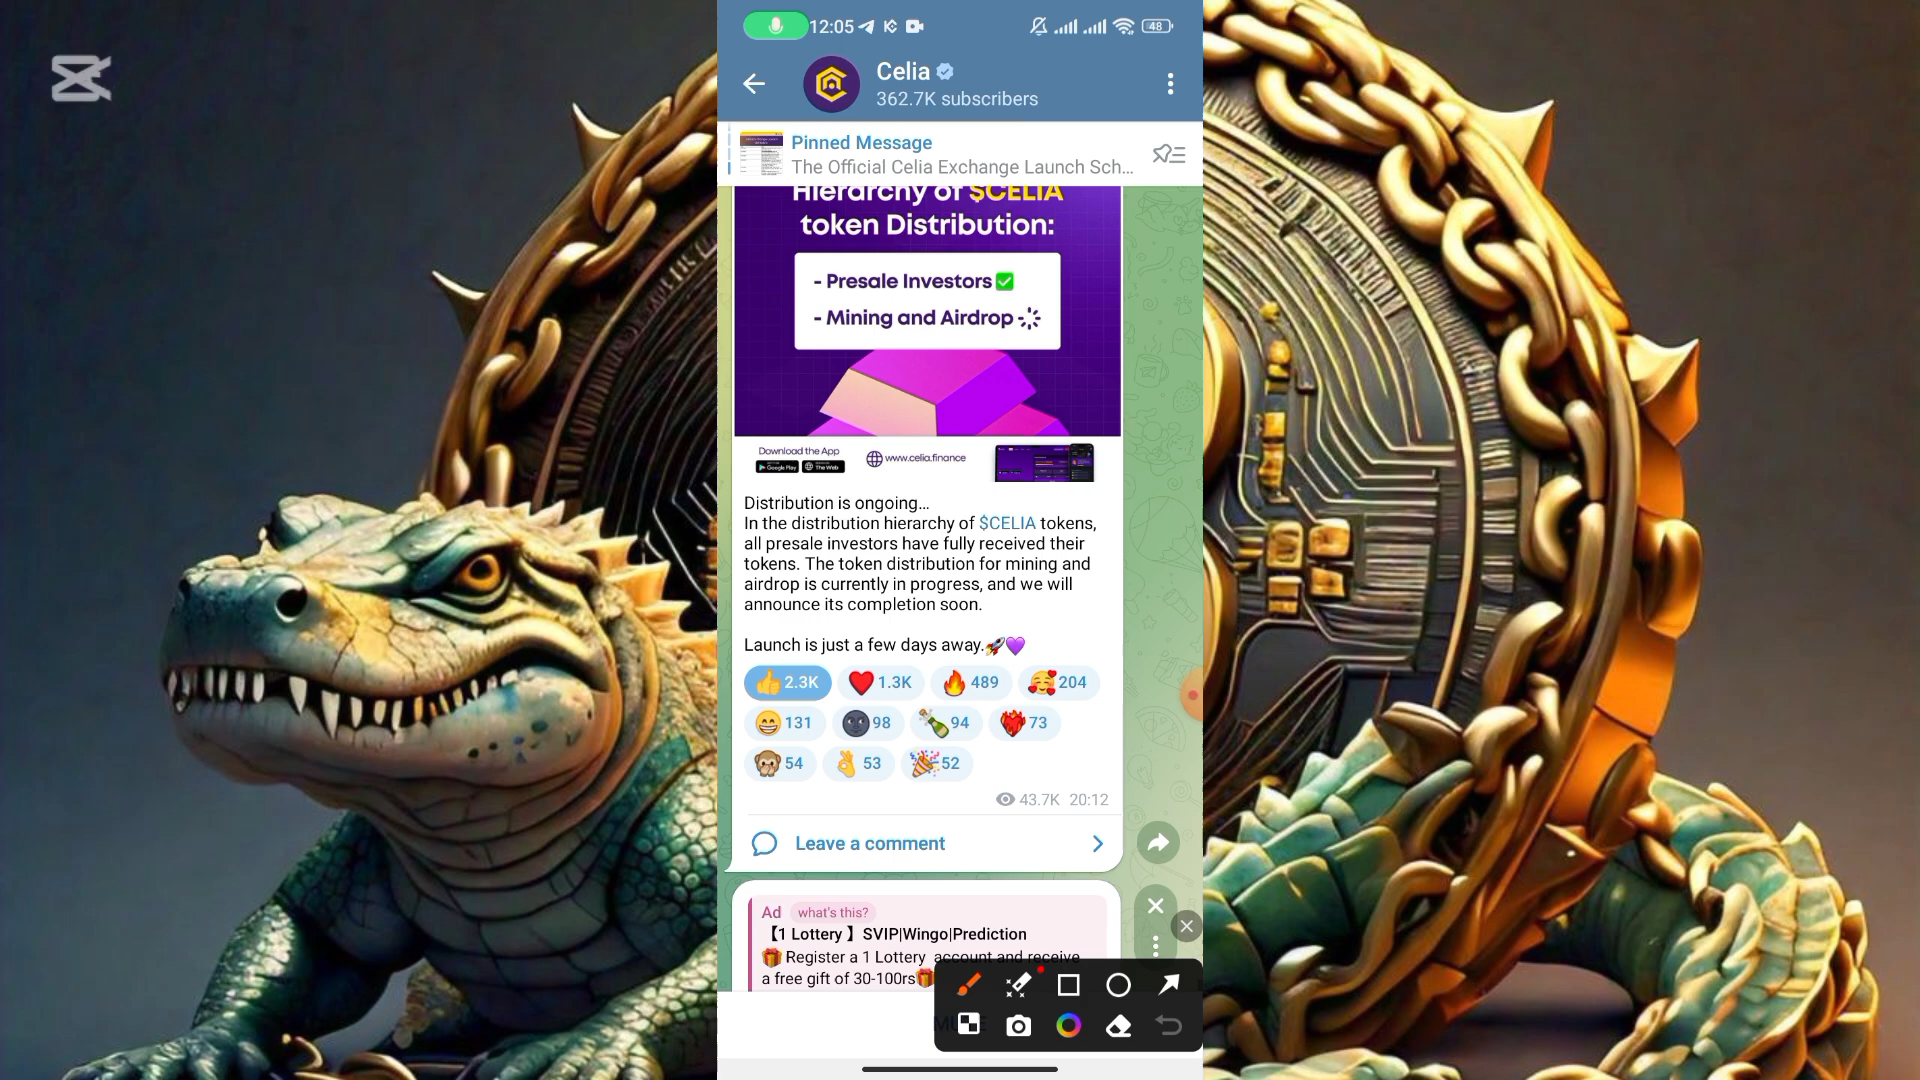 12:05
48
Celia
362.7K subscribers
Pinned Message
The Official Celia Exchange Launch Sch...
Hierarchy of $CELIA
token Distribution:
- Presale Investors✅
- Mining and Airdrop
Download the App
Google Play
The Web
www.celia.finance
Distribution is ongoing...
In the distribution hierarchy of $CELIA tokens,
all presale investors have fully received their
tokens. The token distribution for mining and
airdrop is currently in progress, and we will
announce its completion soon.
Launch is just a few days away.🚀💜
👍 2.3K ❤️ 1.3K 🔥 489 🥰 204
😁 131 🌚 98 🍾 94 ❤️‍🔥 73
🙊 54 👌 53 🎉 52
43.7K 20:12
Leave a comment
Ad what's this?
【1 Lottery 】SVIP|Wingo|Prediction
🎁 Register a 1 Lottery account and receive
a free gift of 30-100rs🎁